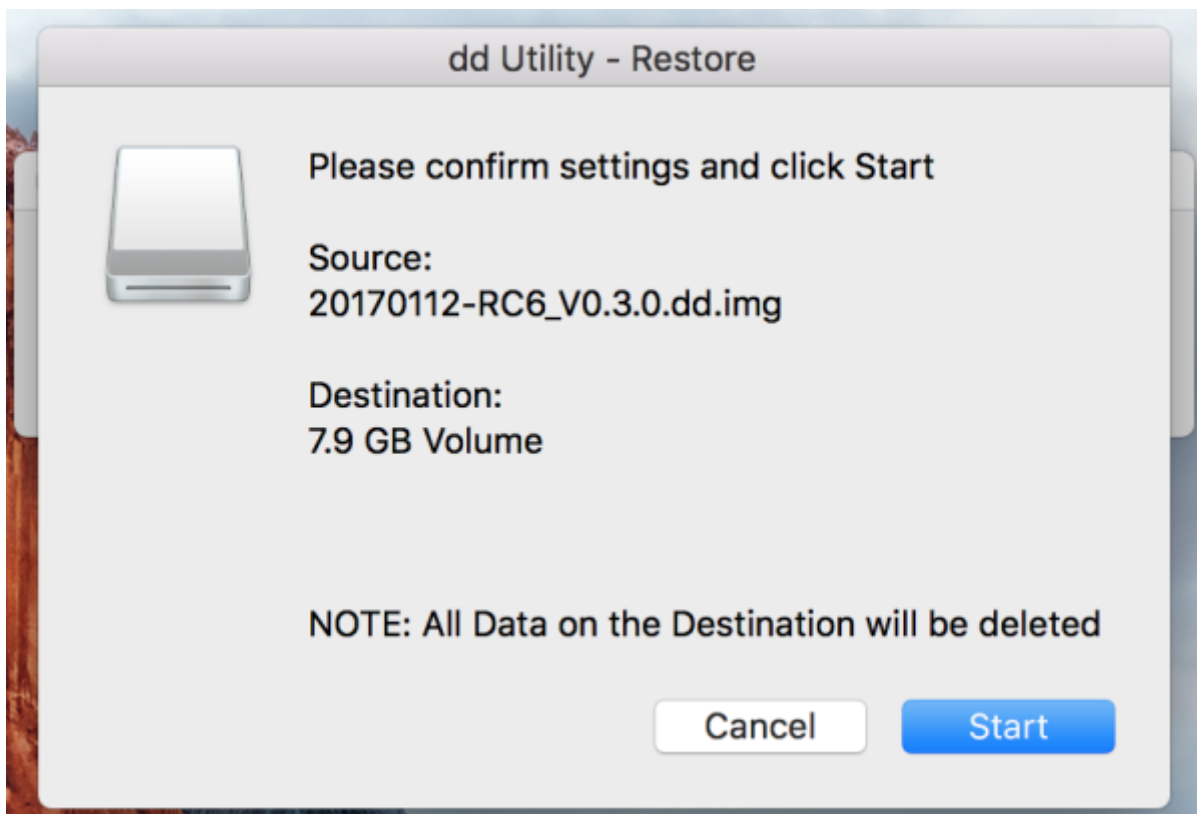 dd Utility - Restore
Please confirm settings and click Start
Source:
20170112-RC6_V0.3.0.dd.img
Destination:
7.9 GB Volume
NOTE: All Data on the Destination will be deleted
Cancel
Start